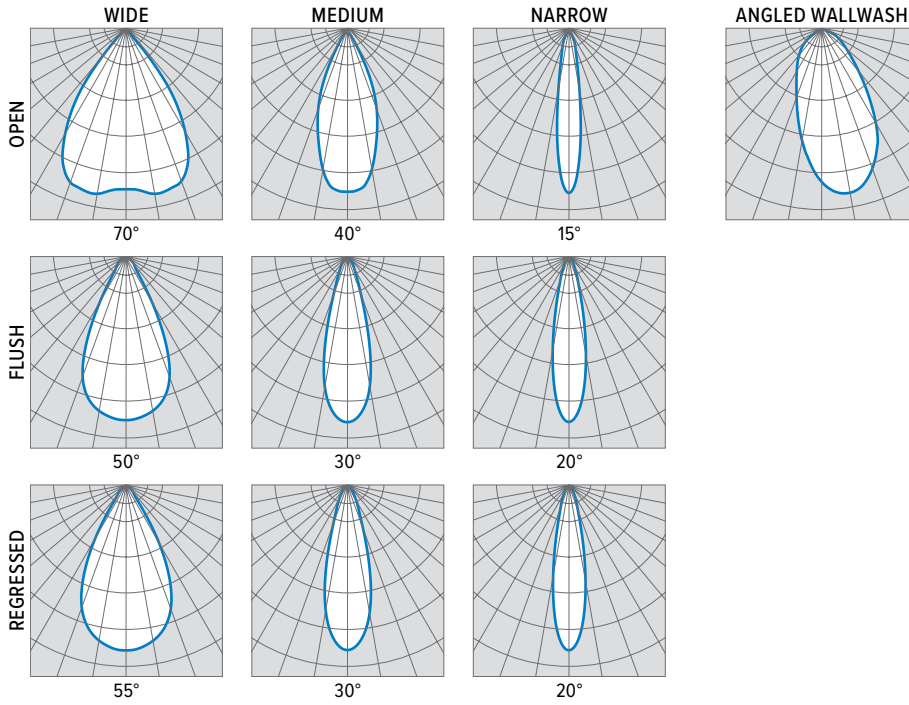 WIDE MEDIUM NARROW ANGLED WALLWASH
OPEN
70° 40° 15°
FLUSH
50° 30° 20°
REGRESSED
55° 30° 20°